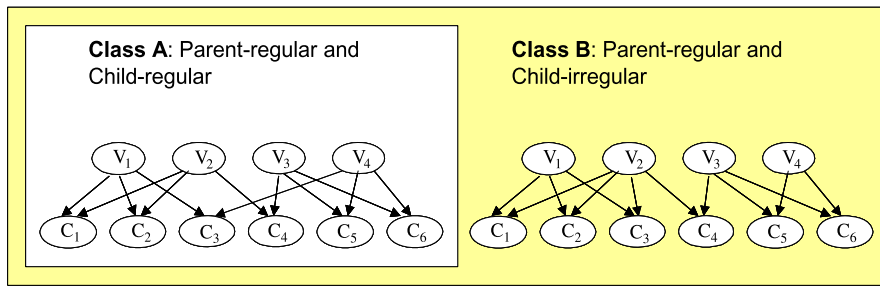 Class A: Parent-regular and
Child-regular
V1 V2 V3 V4
C1 C2 C3 C4 C5 C6
Class B: Parent-regular and
Child-irregular
V1 V2 V3 V4
C1 C2 C3 C4 C5 C6